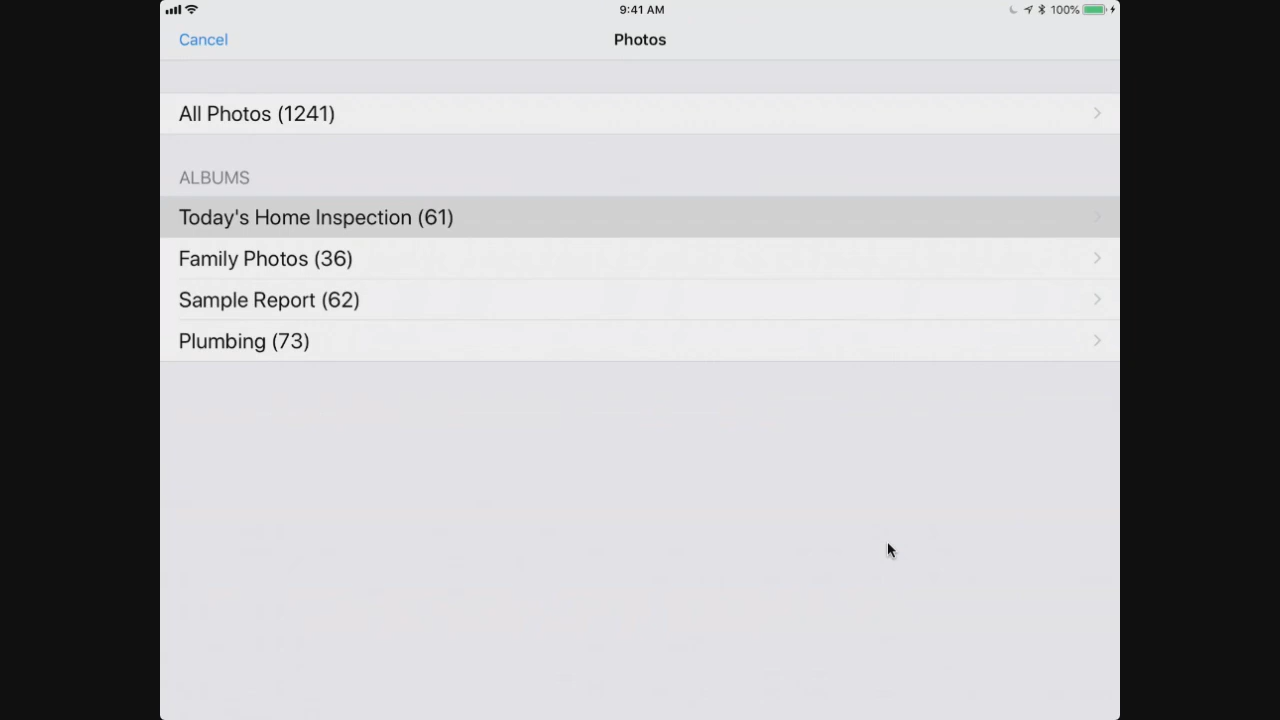 9:41 AM
100%
Cancel
Photos
All Photos (1241)
ALBUMS
Today's Home Inspection (61)
Family Photos (36)
Sample Report (62)
Plumbing (73)